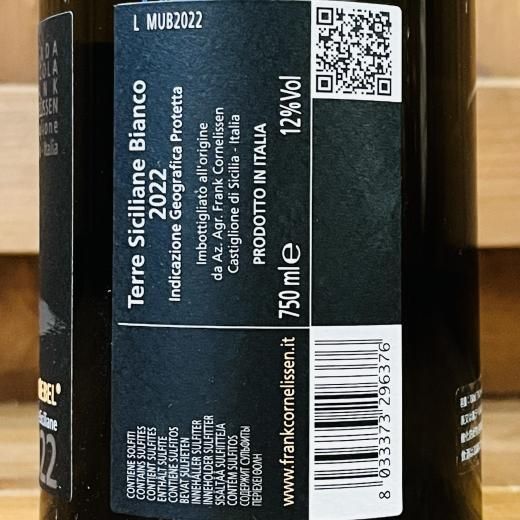 L MUB2022
Terre Siciliane Bianco
2022
Indicazione Geografica Protetta
Imbottigliato all'origine
da Az. Agr. Frank Cornelissen
Castiglione di Sicilia - Italia
PRODOTTO IN ITALIA
750 ml e 12% Vol
CONTIENE SOLFITI
CONTAINS SULFITES
CONTIENT SULFITES
CONTIENE SULFITOS
BEVAT SULFIETEN
INNEHÅLLER SULFITER
INNEHOLDER SULFITTER
SISÄLTÄÄ SULFIITTEJA
CONTÉM SULFITOS
СОДЕРЖИТ СУЛЬФИТЫ
www.frankcornelissen.it
8 033373 296376